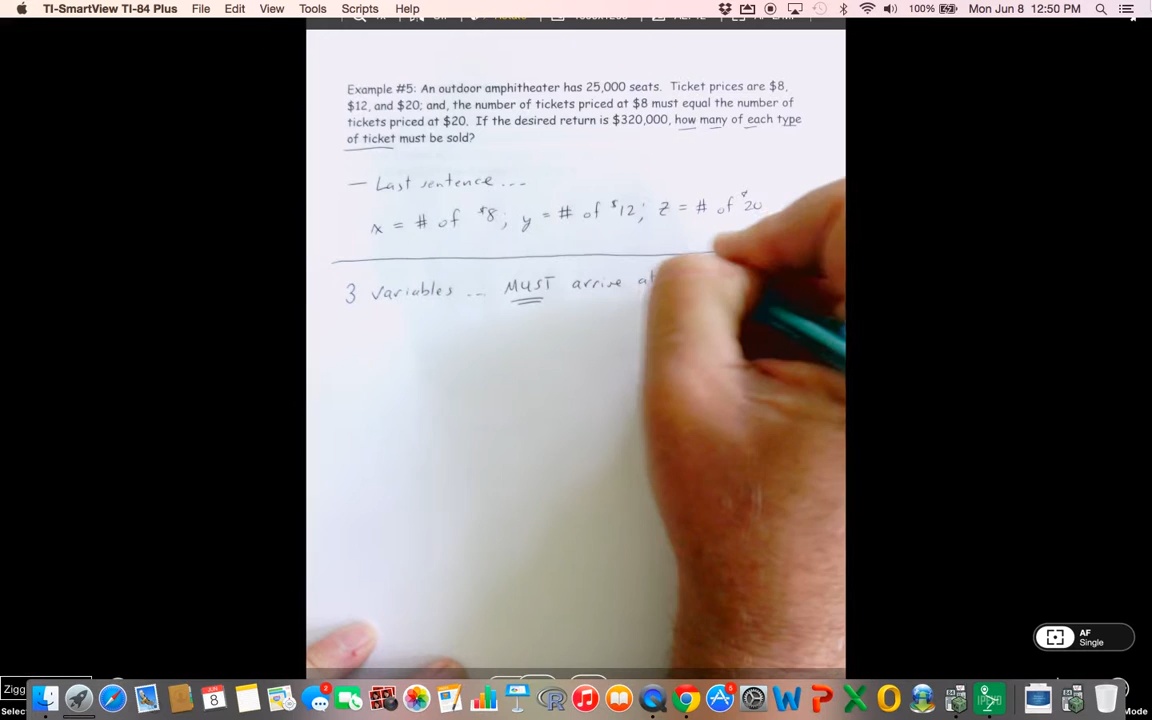 TI-SmartView TI-84 Plus File Edit View Tools Scripts Help 100% Mon Jun 8 12:50 PM
Example #5: An outdoor amphitheater has 25,000 seats. Ticket prices are $8,
$12, and $20; and, the number of tickets priced at $8 must equal the number of
tickets priced at $20. If the desired return is $320,000, how many of each type
of ticket must be sold?
— Last sentence ...
x = # of $8; y = # of $12; z = # of $20
3 variables ... MUST arrive at
AF
Single
Zigg
Selec
Mode